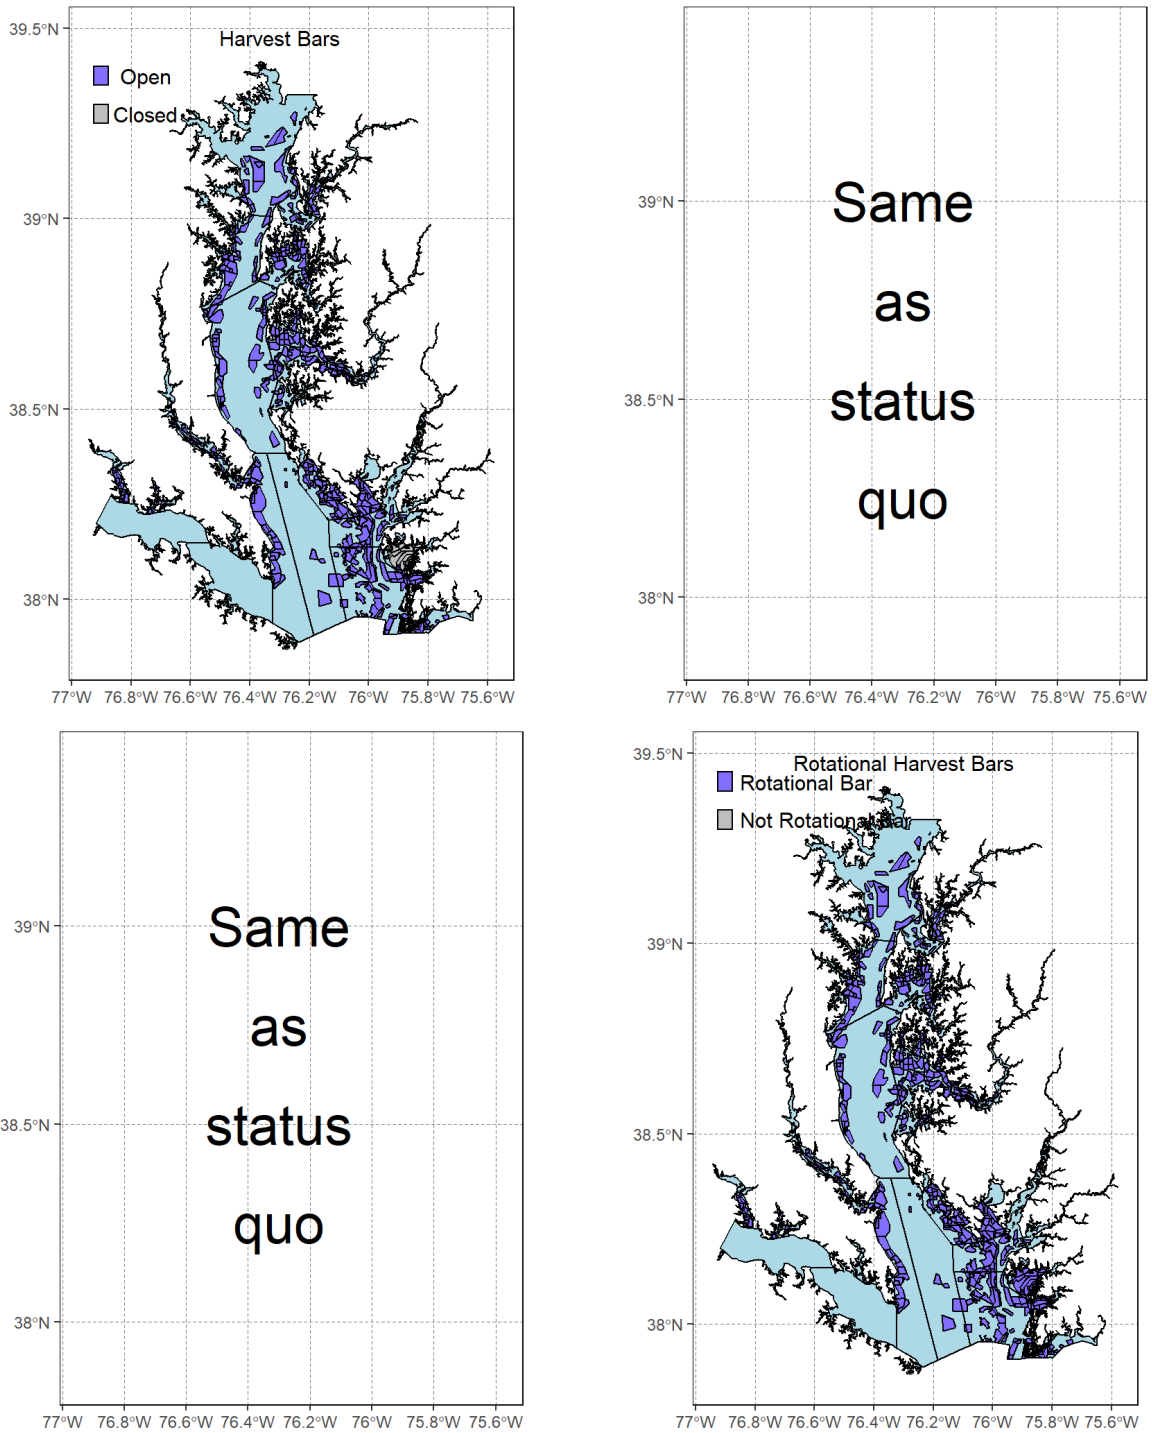 Harvest Bars
39.5°N
Open
Closed
39°N
38.5°N
38°N
77°W 76.8°W 76.6°W 76.4°W 76.2°W 76°W 75.8°W 75.6°W
39°N
Same
as
38.5°N
status
quo
38°N
77°W 76.8°W 76.6°W 76.4°W 76.2°W 76°W 75.8°W 75.6°W
39°N
Same
as
38.5°N
status
quo
38°N
77°W 76.8°W 76.6°W 76.4°W 76.2°W 76°W 75.8°W 75.6°W
39.5°N
Rotational Harvest Bars
Rotational Bar
Not Rotational Bar
39°N
38.5°N
38°N
77°W 76.8°W 76.6°W 76.4°W 76.2°W 76°W 75.8°W 75.6°W